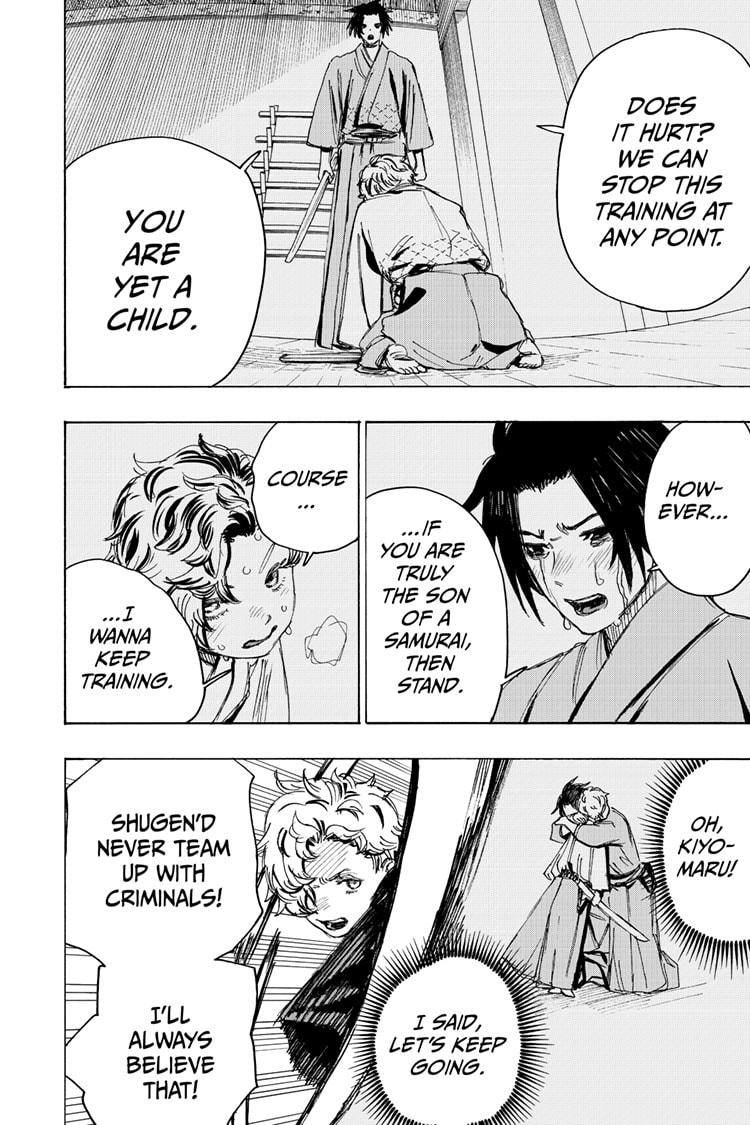 DOES
IT HURT?
WE CAN
STOP THIS
TRAINING AT
ANY POINT.
YOU
ARE
YET A
CHILD.
HOW-
EVER...
...IF
YOU ARE
TRULY
THE SON
OF A
SAMURAI,
THEN
STAND.
COURSE
...
...I
WANNA
KEEP
TRAINING.
OH,
KIYO-
MARU!
I SAID,
LET'S KEEP
GOING.
SHUGEN'D
NEVER TEAM
UP WITH
CRIMINALS!
I'LL
ALWAYS
BELIEVE
THAT!